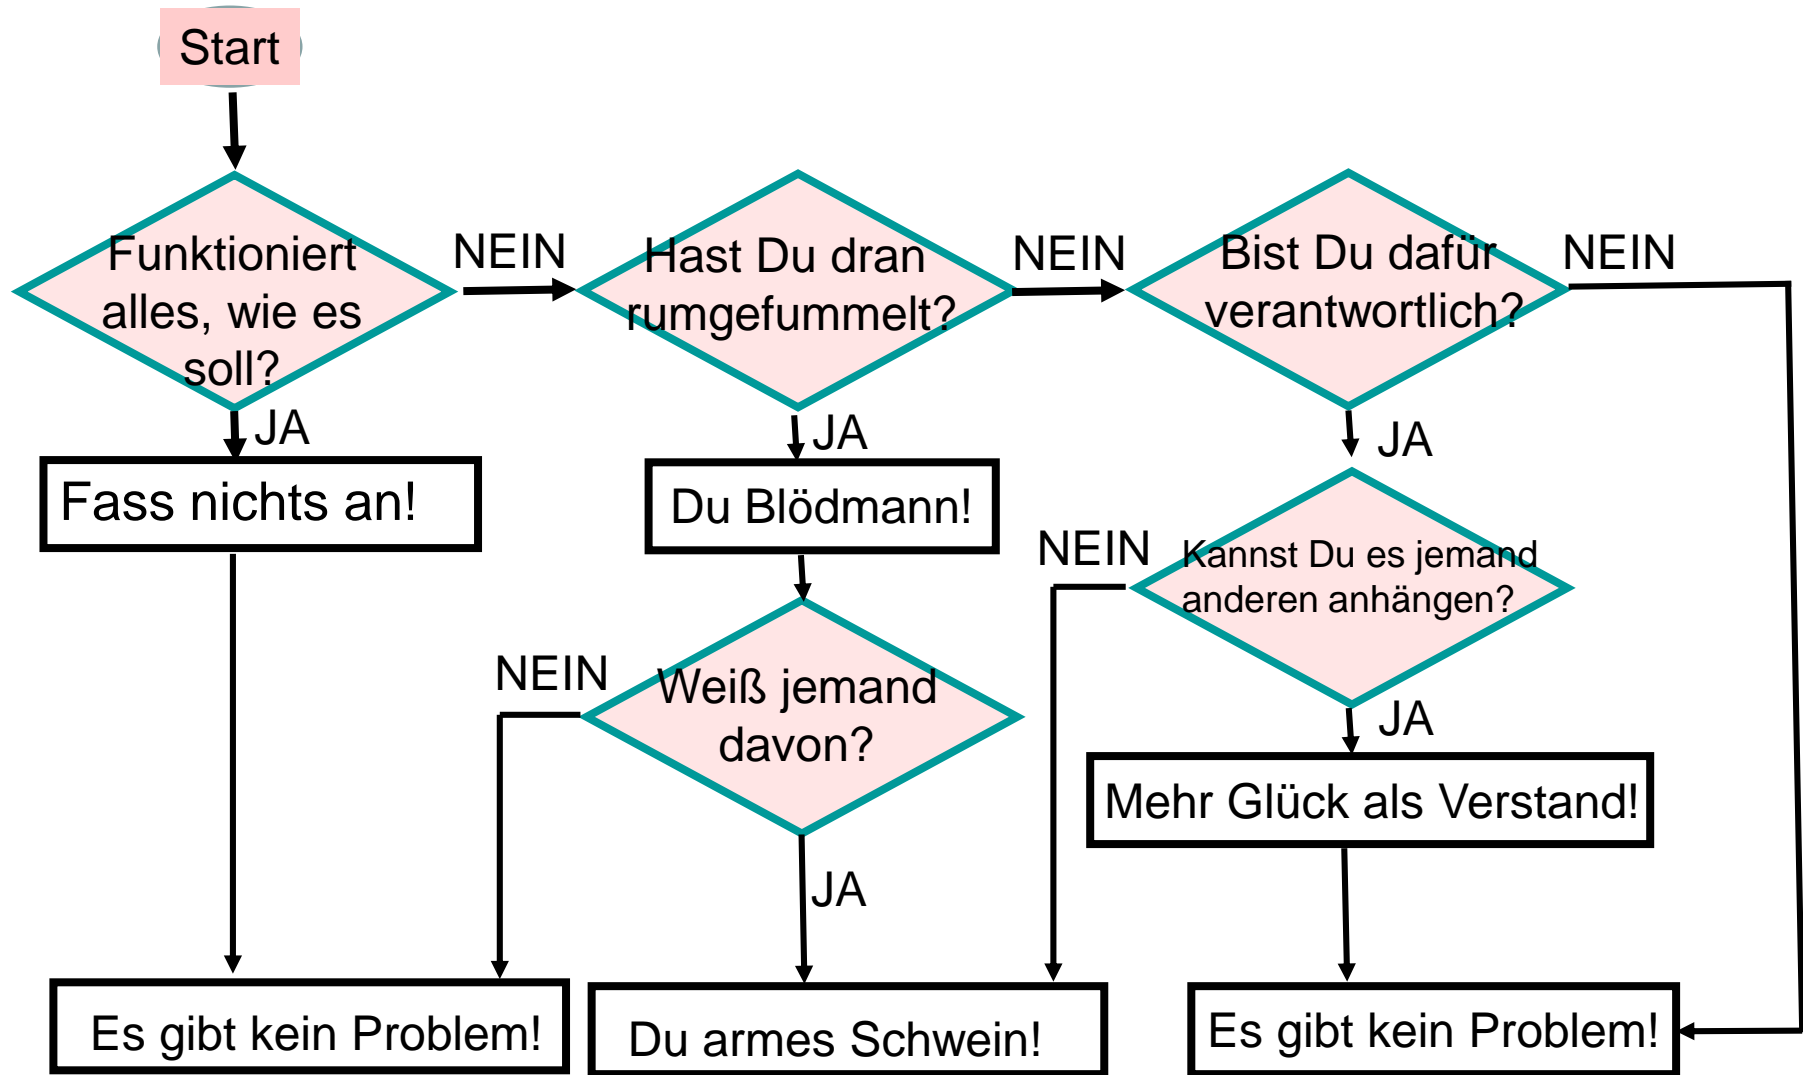 Start
Funktioniert
alles, wie es
soll?
NEIN
Hast Du dran
rumgefummelt?
NEIN
Bist Du dafür
verantwortlich?
NEIN
JA
JA
JA
Fass nichts an!
Du Blödmann!
NEIN
Kannst Du es jemand
anderen anhängen?
NEIN
Weiß jemand
davon?
JA
Mehr Glück als Verstand!
JA
Es gibt kein Problem!
Du armes Schwein!
Es gibt kein Problem!